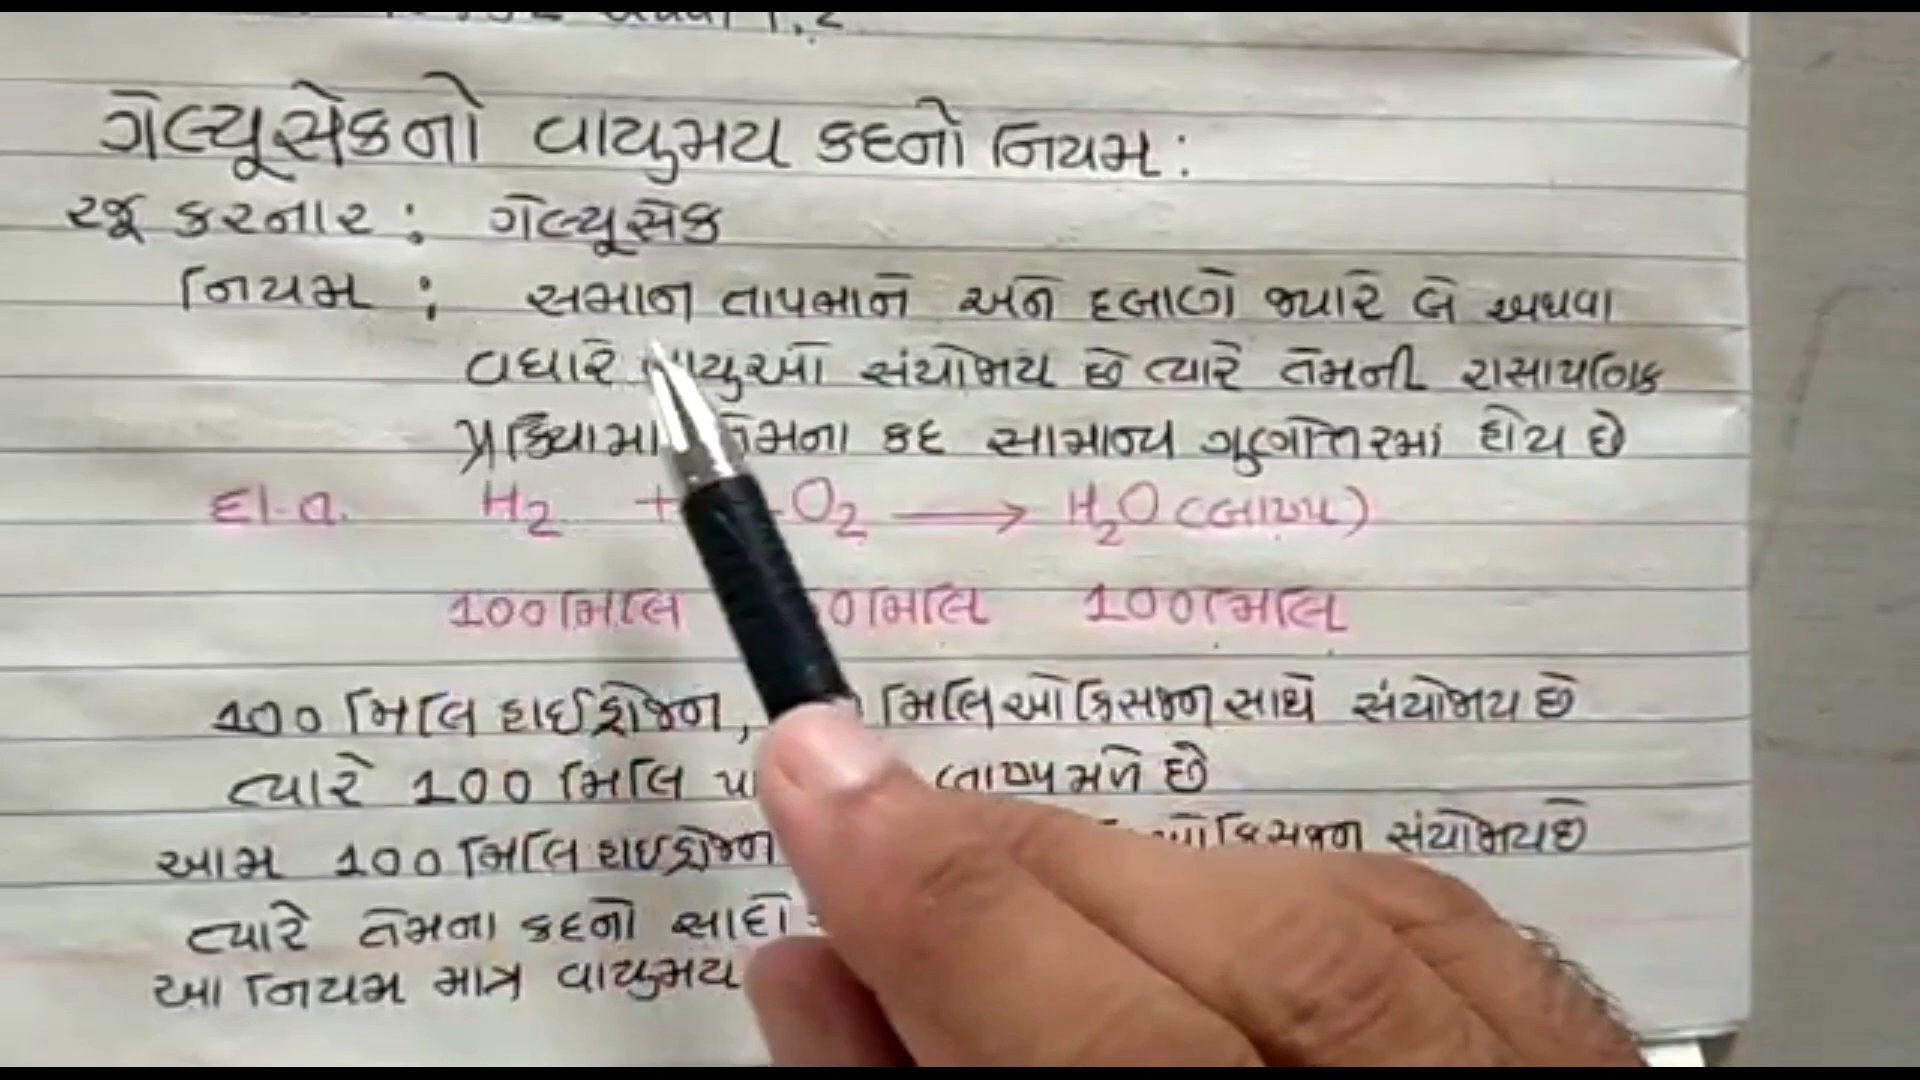 ગેલ્યૂસેકનો વાયુમય કદનો નિયમ:
રજૂ કરનાર : ગેલ્યૂસેક
નિયમ : સમાન તાપમાને અને દબાણે જ્યારે બે અથવા
વધારે વાયુઓ સંયોજાય છે ત્યારે તેમની રાસાયણિક
પ્રક્રિયામાં તેમના કદ સામાન્ય ગુણોત્તરમાં હોય છે
દા.ત. H₂ + O₂ → H₂O (બાષ્પ)
100 મિલિ 0 મિલિ 100 મિલિ
100 મિલિ હાઈડ્રોજન, મિલિ ઓક્સિજન સાથે સંયોજાય છે
ત્યારે 100 મિલિ બાષ્પ મળે છે
આમ 100 મિલિ હાઈડ્રોજન ઓક્સિજન સંયોજાય છે
ત્યારે તેમના કદનો સાદો
આ નિયમ માત્ર વાયુમય